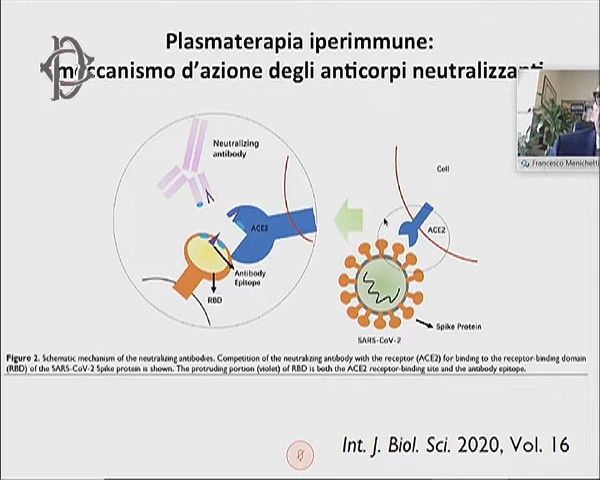 Plasmaterapia iperimmune:
meccanismo d'azione degli anticorpi neutralizzanti
Francesco Menichetti
Neutralizing
antibody
Cell
ACE2
ACE2
Antibody
Epitope
RBD
Spike Protein
SARS-CoV-2
Figure 2. Schematic mechanism of the neutralizing antibodies. Competition of the neutralizing antibody with the receptor (ACE2) for binding to the receptor-binding domain
(RBD) of the SARS-CoV-2 Spike protein is shown. The protruding portion (violet) of RBD is both the ACE2 receptor-binding site and the antibody epitope.
Int. J. Biol. Sci. 2020, Vol. 16